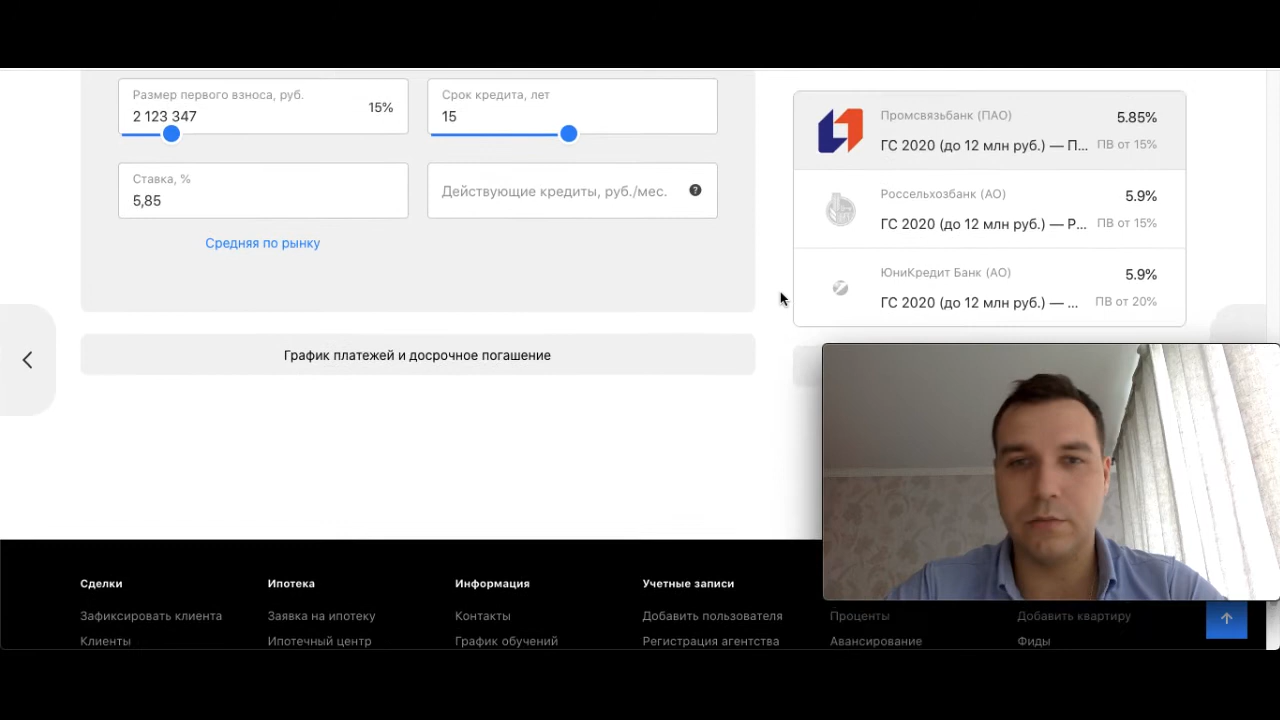 Размер первого взноса, руб.
2 123 347
15%
Срок кредита, лет
15
Ставка, %
5,85
Действующие кредиты, руб./мес.
?
Средняя по рынку
График платежей и досрочное погашение
Промсвязьбанк (ПАО)
5.85%
ГС 2020 (до 12 млн руб.) — П...
ПВ от 15%
Россельхозбанк (АО)
5.9%
ГС 2020 (до 12 млн руб.) — Р...
ПВ от 15%
ЮниКредит Банк (АО)
5.9%
ГС 2020 (до 12 млн руб.) — ...
ПВ от 20%
Сделки
Ипотека
Информация
Учетные записи
Зафиксировать клиента
Заявка на ипотеку
Контакты
Добавить пользователя
Проценты
Добавить квартиру
Клиенты
Ипотечный центр
График обучений
Регистрация агентства
Авансирование
Фиды